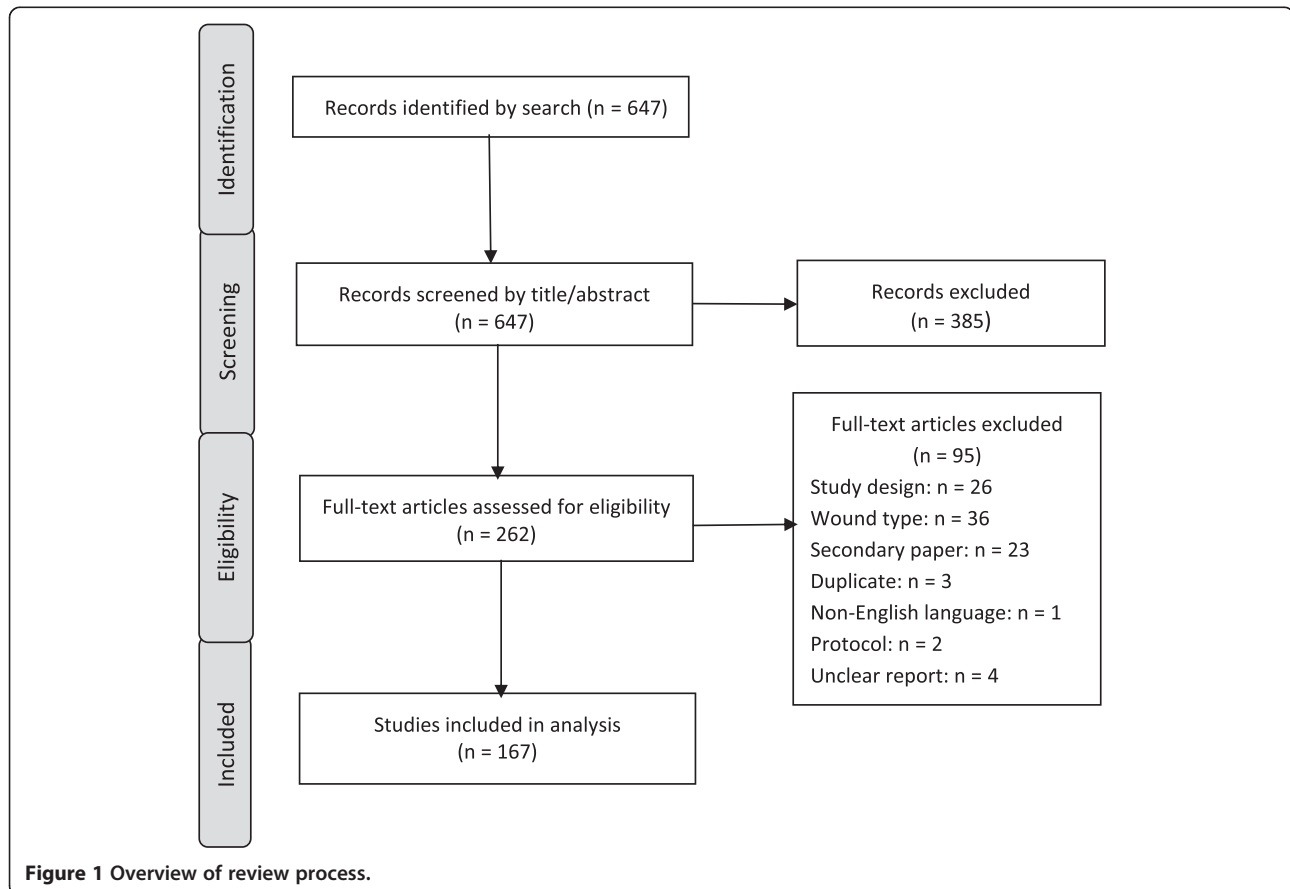 Identification
Records identified by search (n = 647)
Screening
Records screened by title/abstract
(n = 647)
Records excluded
(n = 385)
Eligibility
Full-text articles assessed for eligibility
(n = 262)
Full-text articles excluded
(n = 95)
Study design: n = 26
Wound type: n = 36
Secondary paper: n = 23
Duplicate: n = 3
Non-English language: n = 1
Protocol: n = 2
Unclear report: n = 4
Included
Studies included in analysis
(n = 167)
Figure 1 Overview of review process.